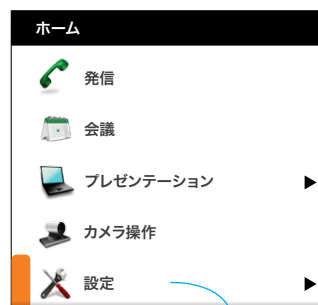 ホーム
発信
会議
プレゼンテーション
カメラ操作
設定